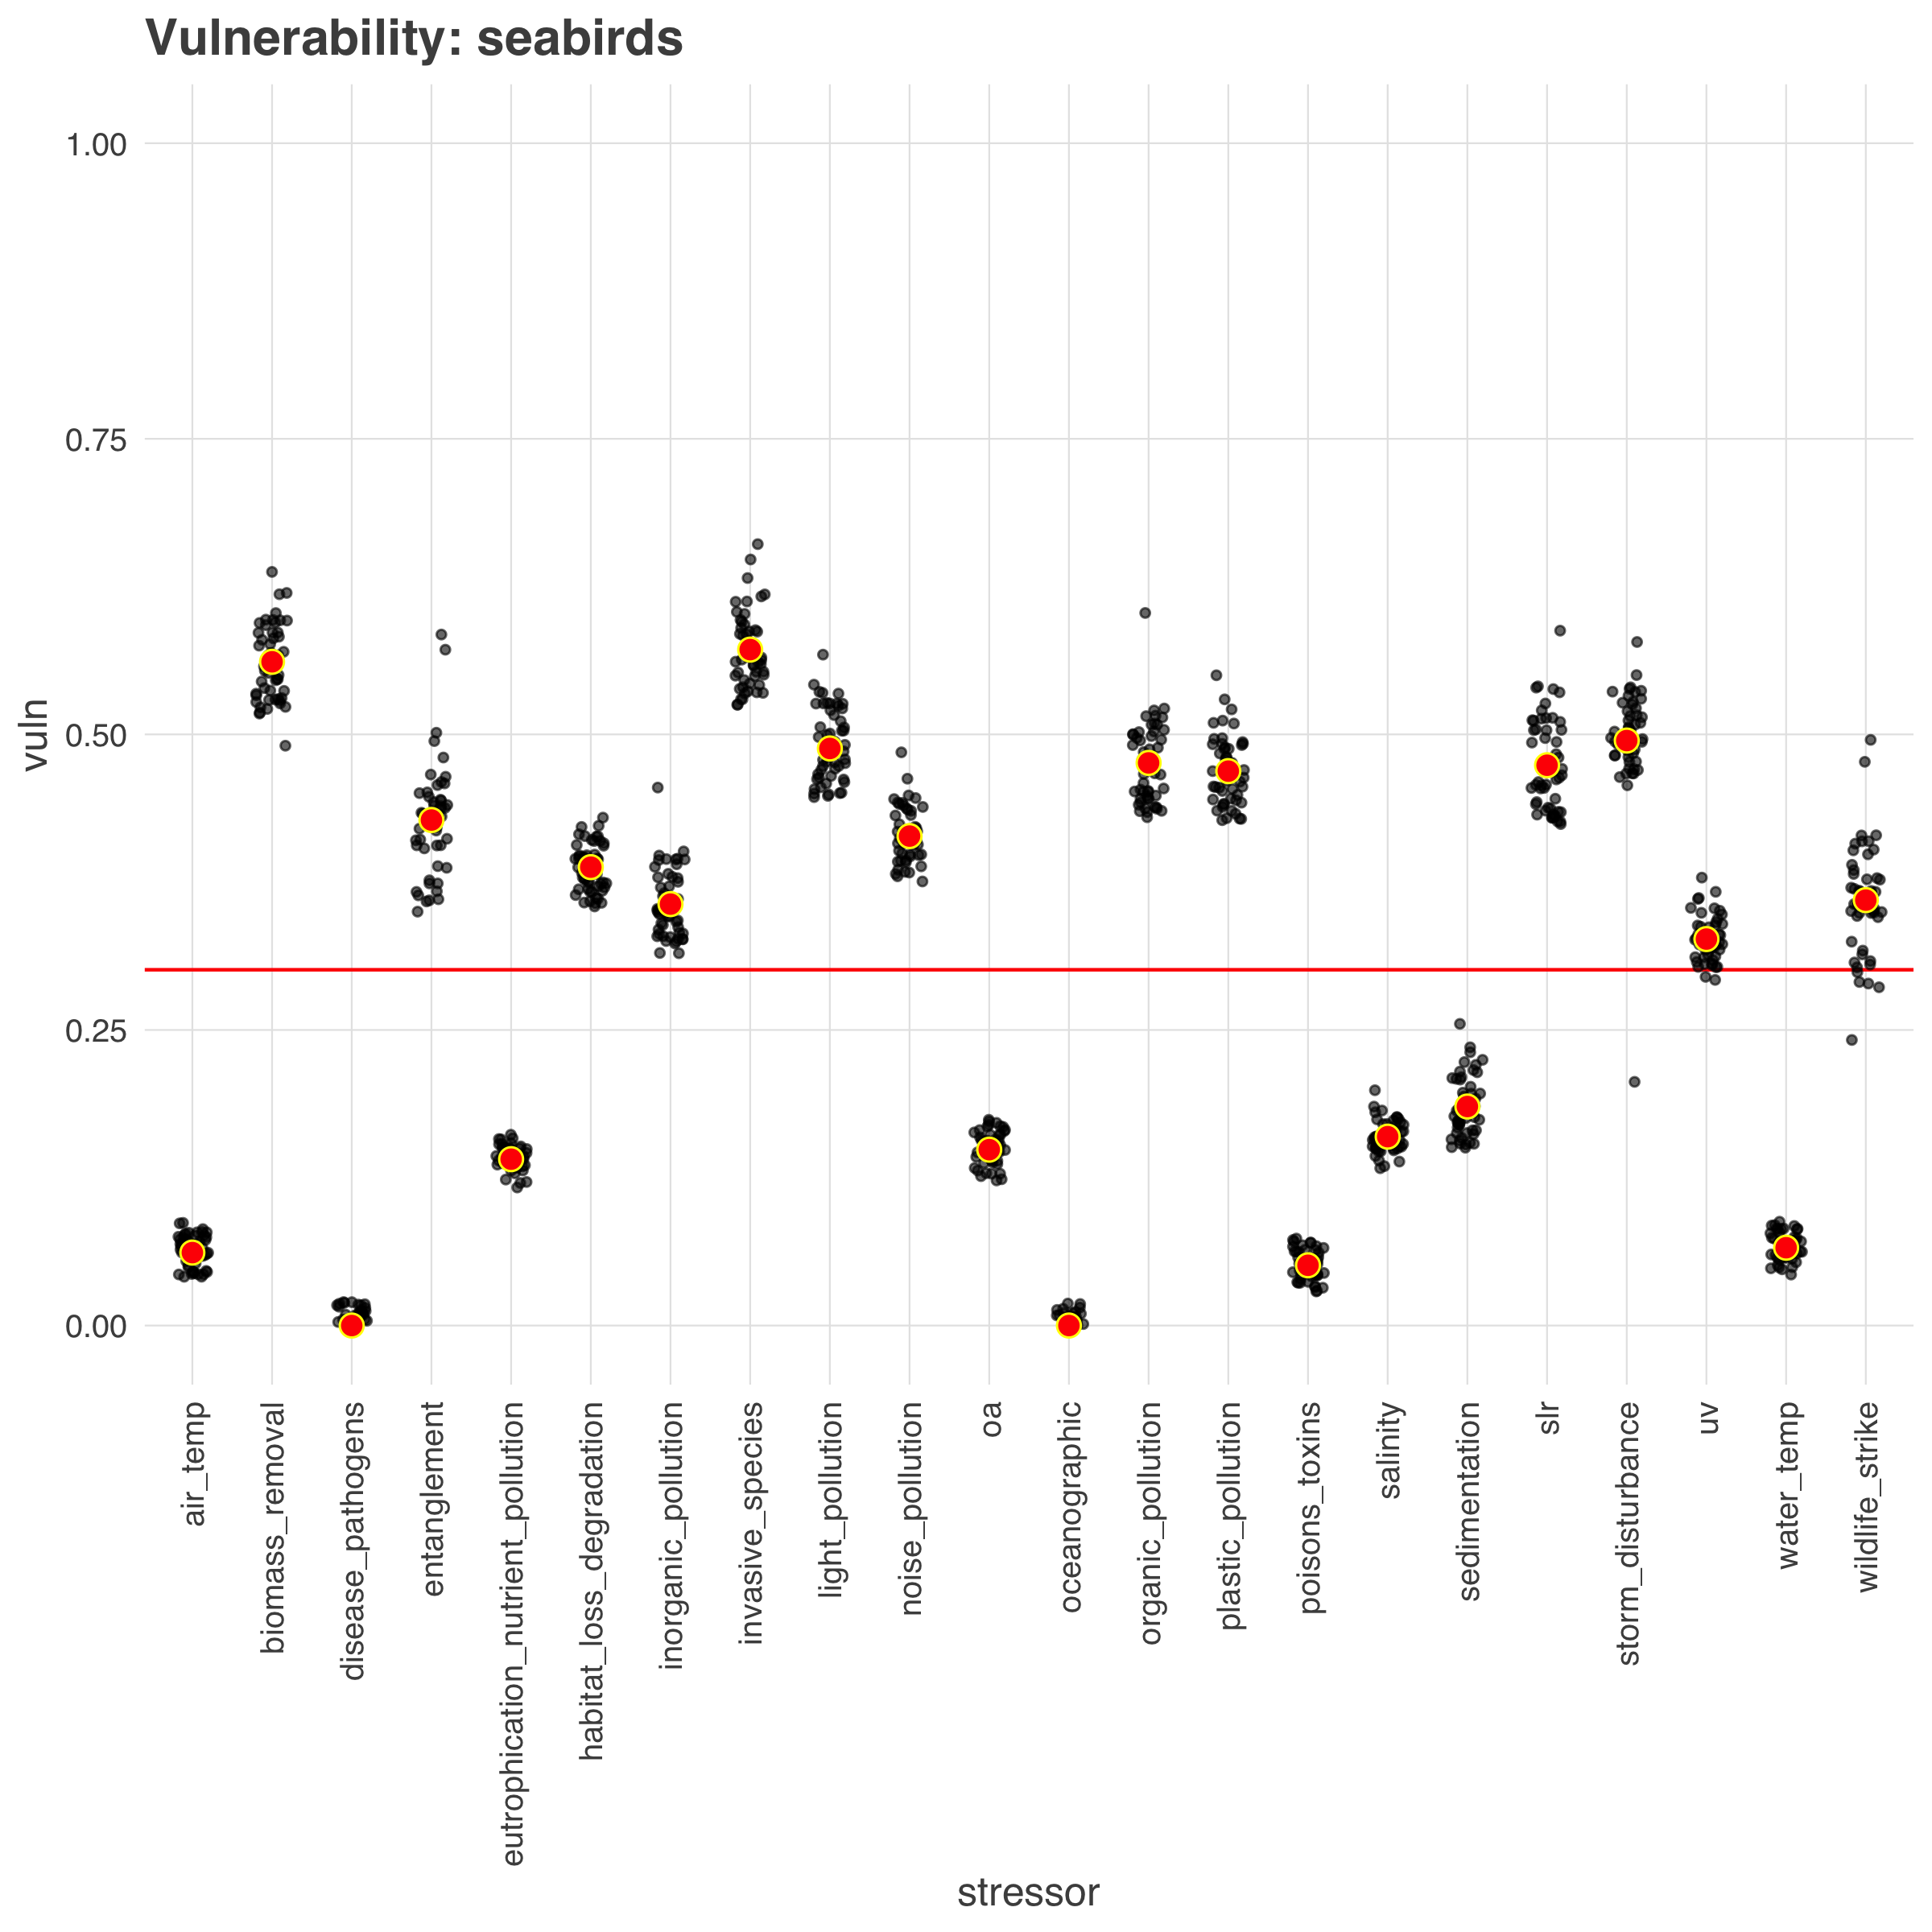 Vulnerability: seabirds
1.00
0.75
0.50
0.25
0.00
vuln
air_temp
biomass_removal
disease_pathogens
entanglement
eutrophication_nutrient_pollution
habitat_loss_degradation
inorganic_pollution
invasive_species
light_pollution
noise_pollution
oa
oceanographic
organic_pollution
plastic_pollution
poisons_toxins
salinity
sedimentation
slr
storm_disturbance
uv
water_temp
wildlife_strike
stressor